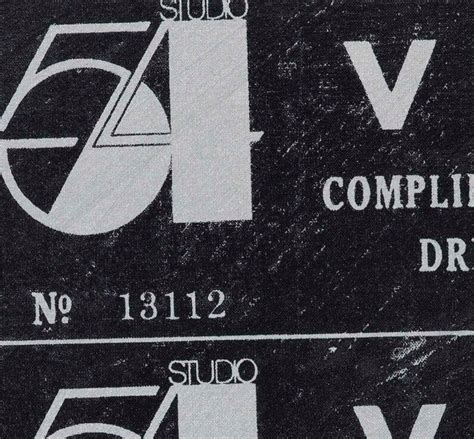 STUDIO
54 V
COMPLI
DR
Nº 13112
STUDIO
54 V